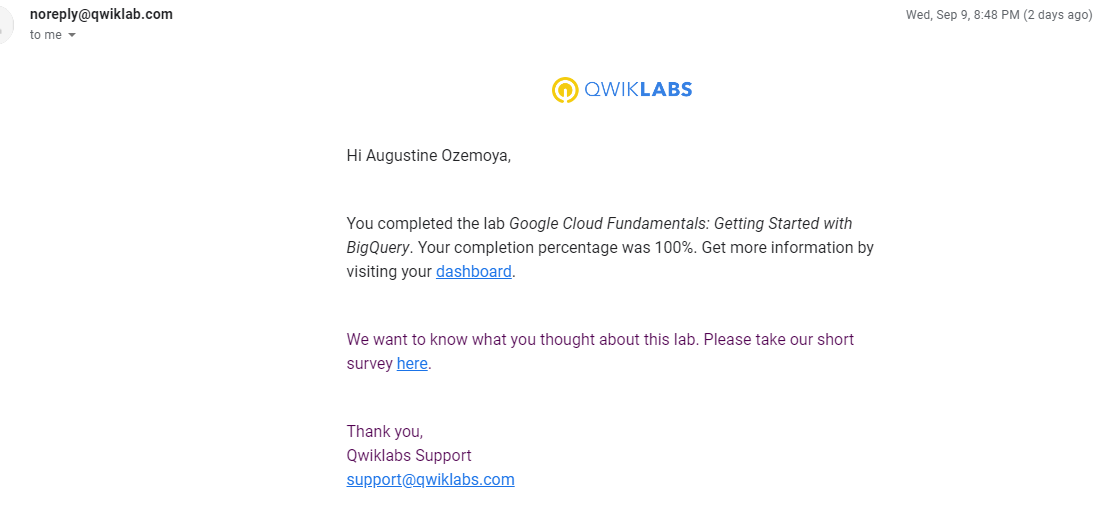 noreply@qwiklab.com
Wed, Sep 9, 8:48 PM (2 days ago)
to me
QWIKLABS
Hi Augustine Ozemoya,
You completed the lab Google Cloud Fundamentals: Getting Started with
BigQuery. Your completion percentage was 100%. Get more information by
visiting your dashboard.
We want to know what you thought about this lab. Please take our short
survey here.
Thank you,
Qwiklabs Support
support@qwiklabs.com